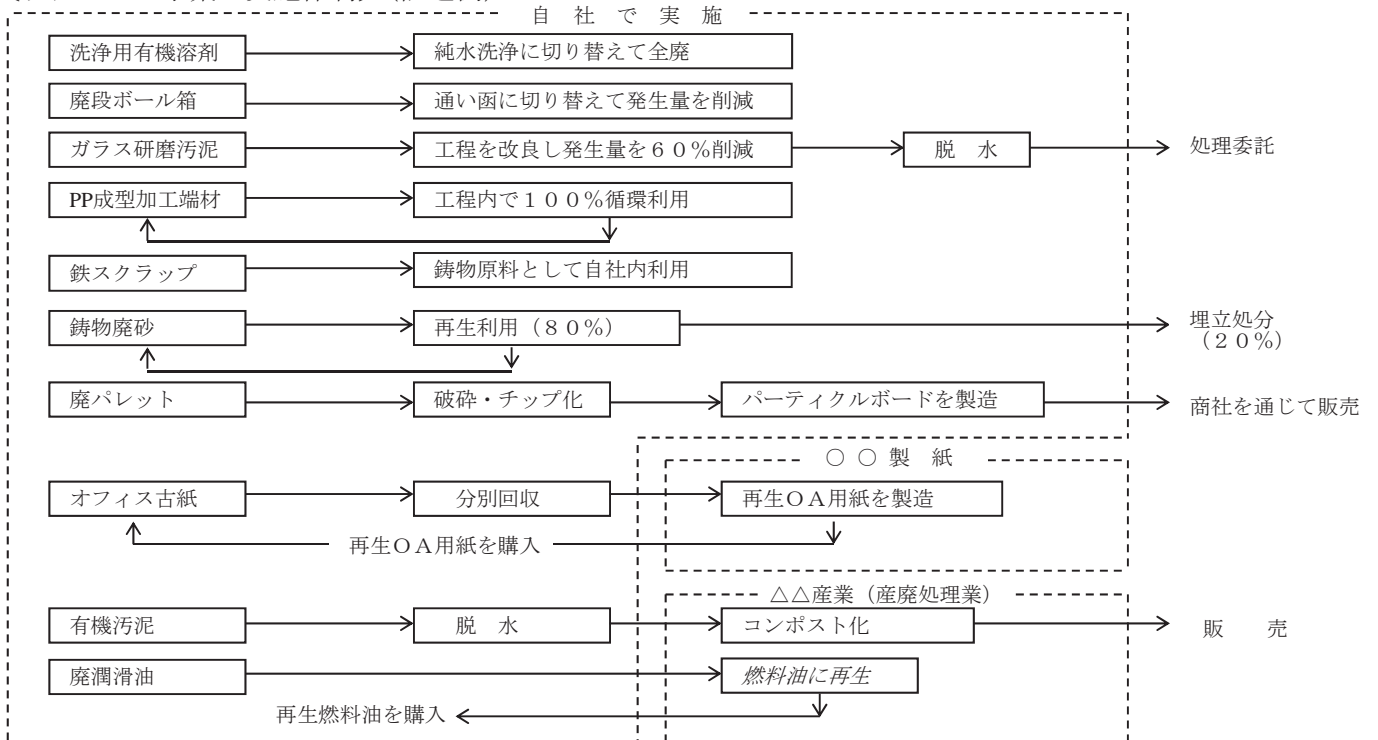 自 社 で 実 施
洗浄用有機溶剤
純水洗浄に切り替えて全廃
廃段ボール箱
通い函に切り替えて発生量を削減
ガラス研磨汚泥
工程を改良し発生量を６０％削減
脱 水
処理委託
PP成型加工端材
工程内で１００％循環利用
鉄スクラップ
鋳物原料として自社内利用
鋳物廃砂
再生利用（８０％）
埋立処分
（２０％）
廃パレット
破砕・チップ化
パーティクルボードを製造
商社を通じて販売
〇 〇 製 紙
オフィス古紙
分別回収
再生ＯＡ用紙を製造
再生ＯＡ用紙を購入
△△産業（産廃処理業）
有機汚泥
脱 水
コンポスト化
販 売
廃潤滑油
燃料油に再生
再生燃料油を購入